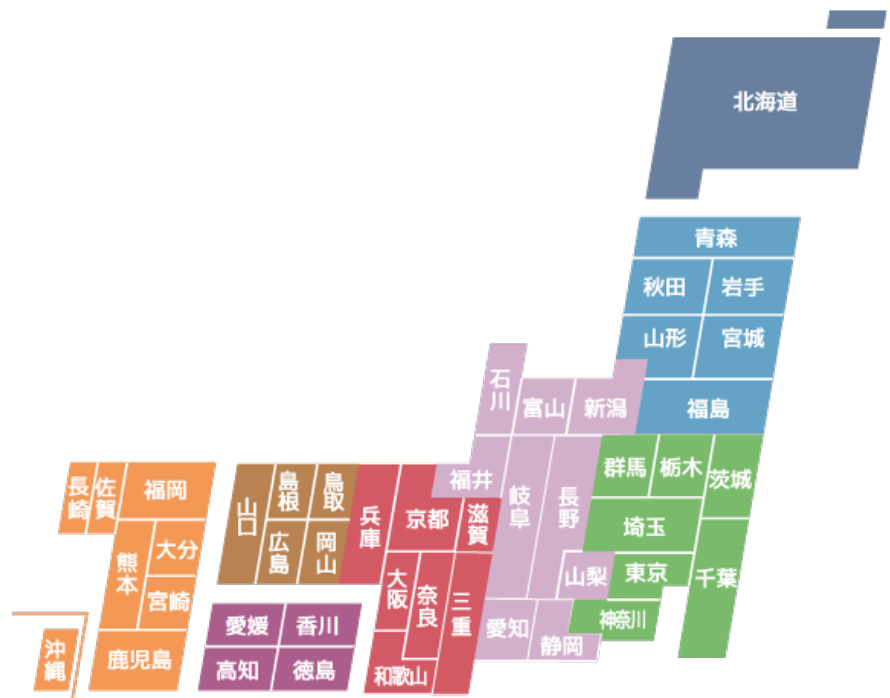 北海道
青森
秋田
岩手
山形
宮城
福島
石川
富山
新潟
福井
岐阜
長野
山梨
愛知
静岡
群馬
栃木
茨城
埼玉
東京
千葉
神奈川
兵庫
京都
滋賀
大阪
奈良
三重
和歌山
山口
島根
鳥取
広島
岡山
愛媛
香川
高知
徳島
長崎
佐賀
福岡
熊本
大分
宮崎
鹿児島
沖縄